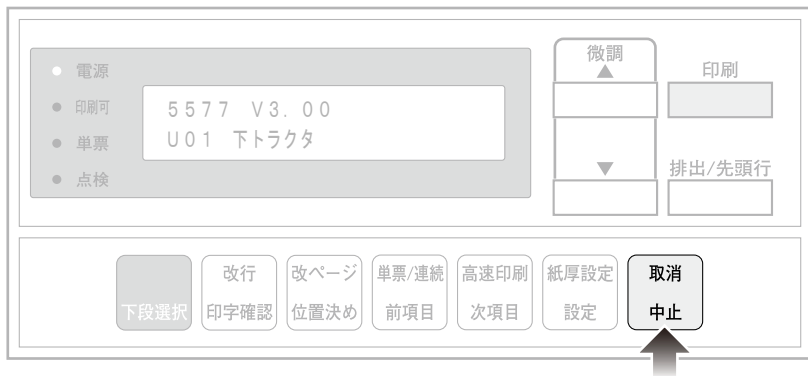 電源
印刷可
単票
点検
5577 V3.00
U01 下トラクタ
微調
▲
▼
印刷
排出/先頭行
下段選択
改行
印字確認
改ページ
位置決め
単票/連続
前項目
高速印刷
次項目
紙厚設定
設定
取消
中止